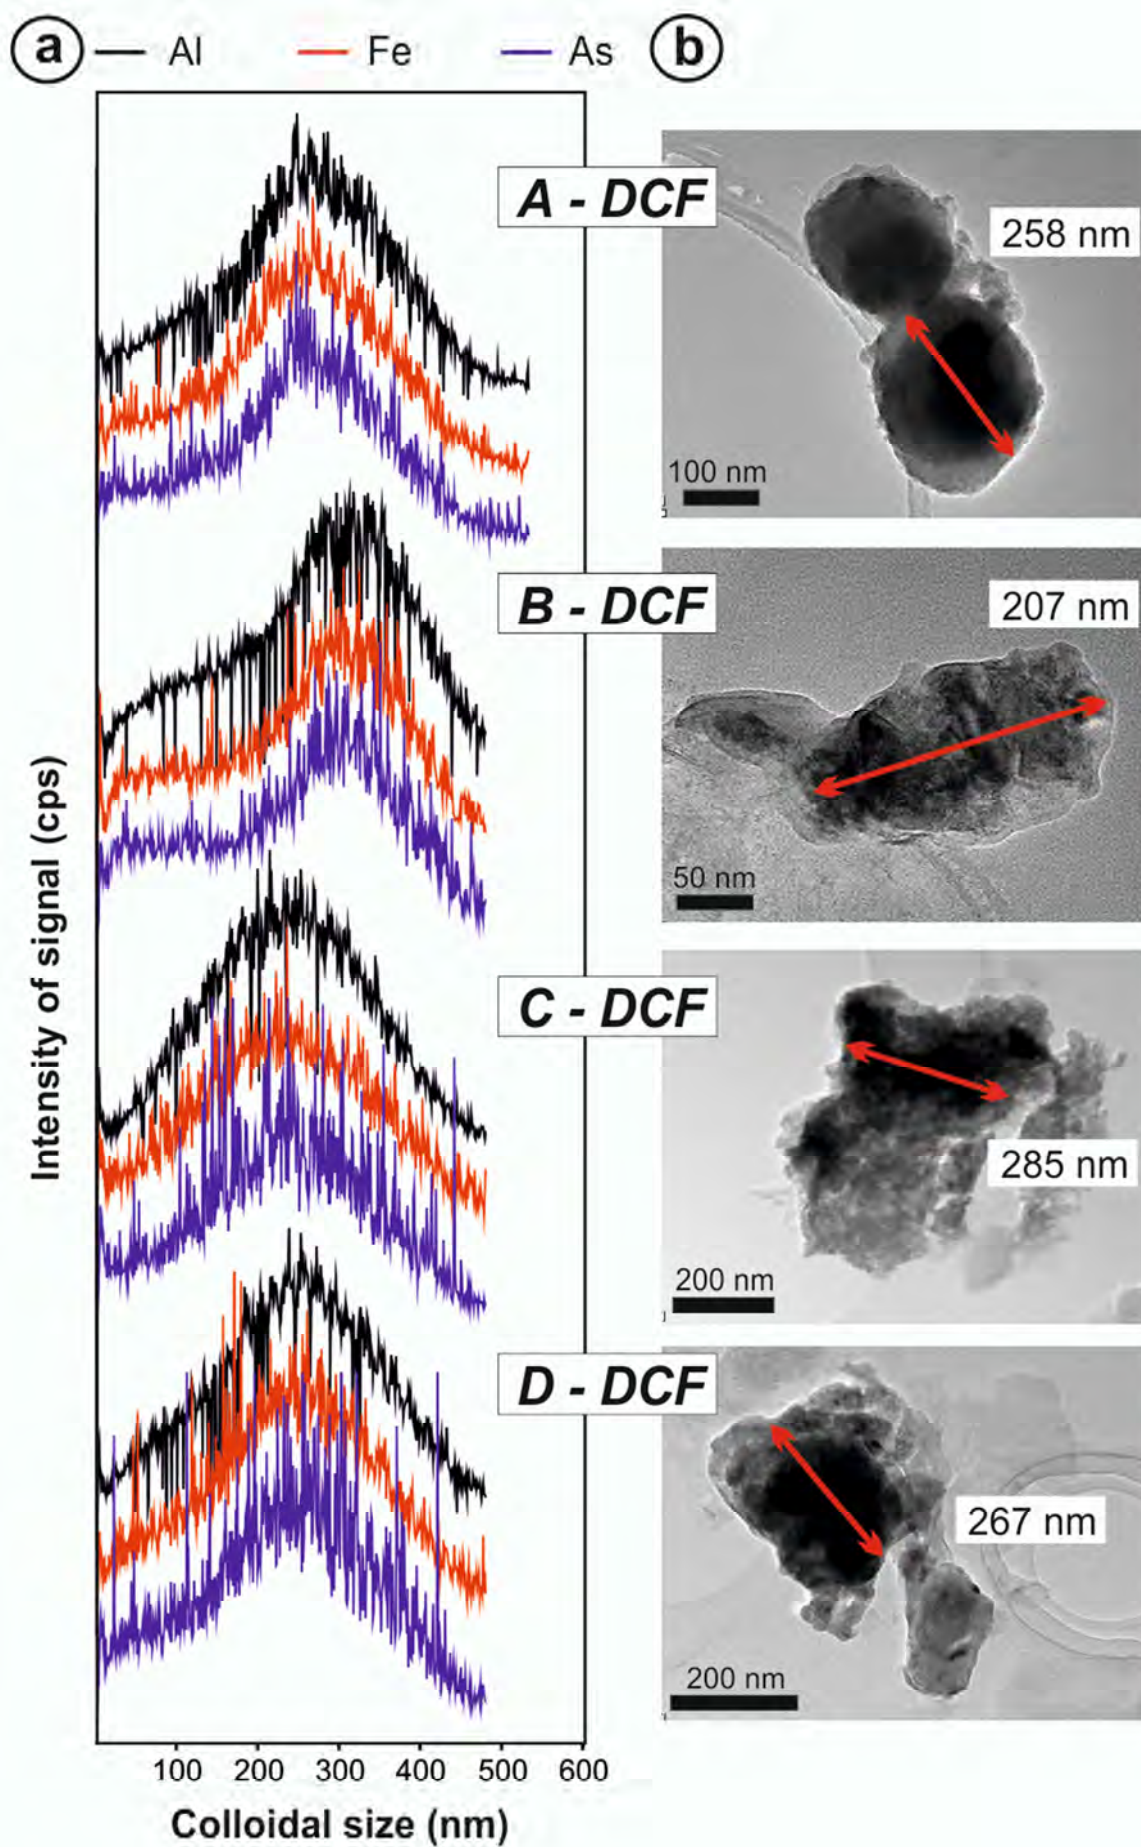 a Al Fe As b
A - DCF
258 nm
100 nm
B - DCF
207 nm
50 nm
C - DCF
285 nm
200 nm
D - DCF
267 nm
200 nm
Intensity of signal (cps)
100 200 300 400 500 600
Colloidal size (nm)